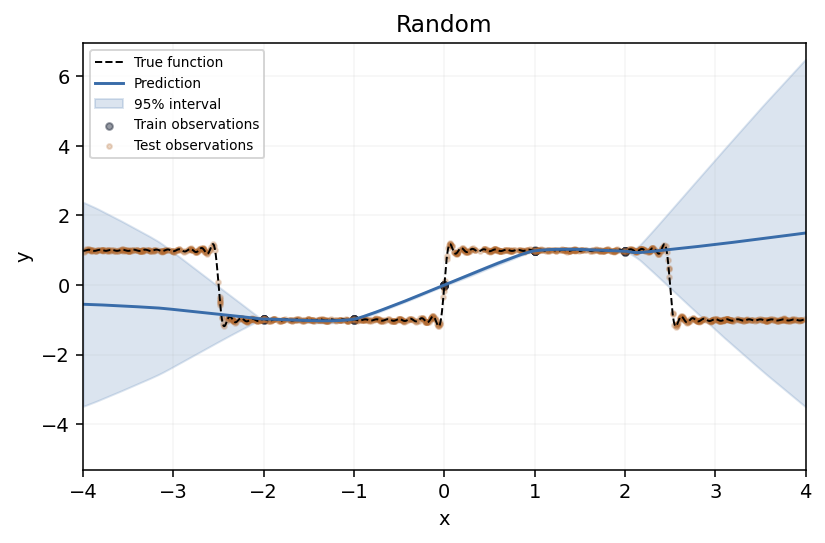 Random
True function
Prediction
95% interval
Train observations
Test observations
6
4
2
0
−2
−4
y
−4 −3 −2 −1 0 1 2 3 4
x